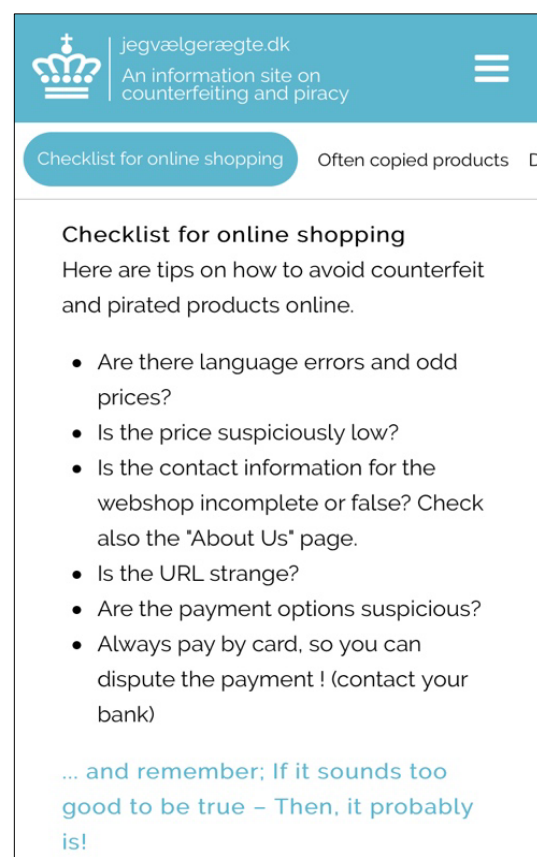 jegvælgerægte.dk
An information site on
counterfeiting and piracy
Checklist for online shopping Often copied products D
Checklist for online shopping
Here are tips on how to avoid counterfeit
and pirated products online.
• Are there language errors and odd
prices?
• Is the price suspiciously low?
• Is the contact information for the
webshop incomplete or false? Check
also the "About Us" page.
• Is the URL strange?
• Are the payment options suspicious?
• Always pay by card, so you can
dispute the payment ! (contact your
bank)
... and remember; If it sounds too
good to be true – Then, it probably
is!